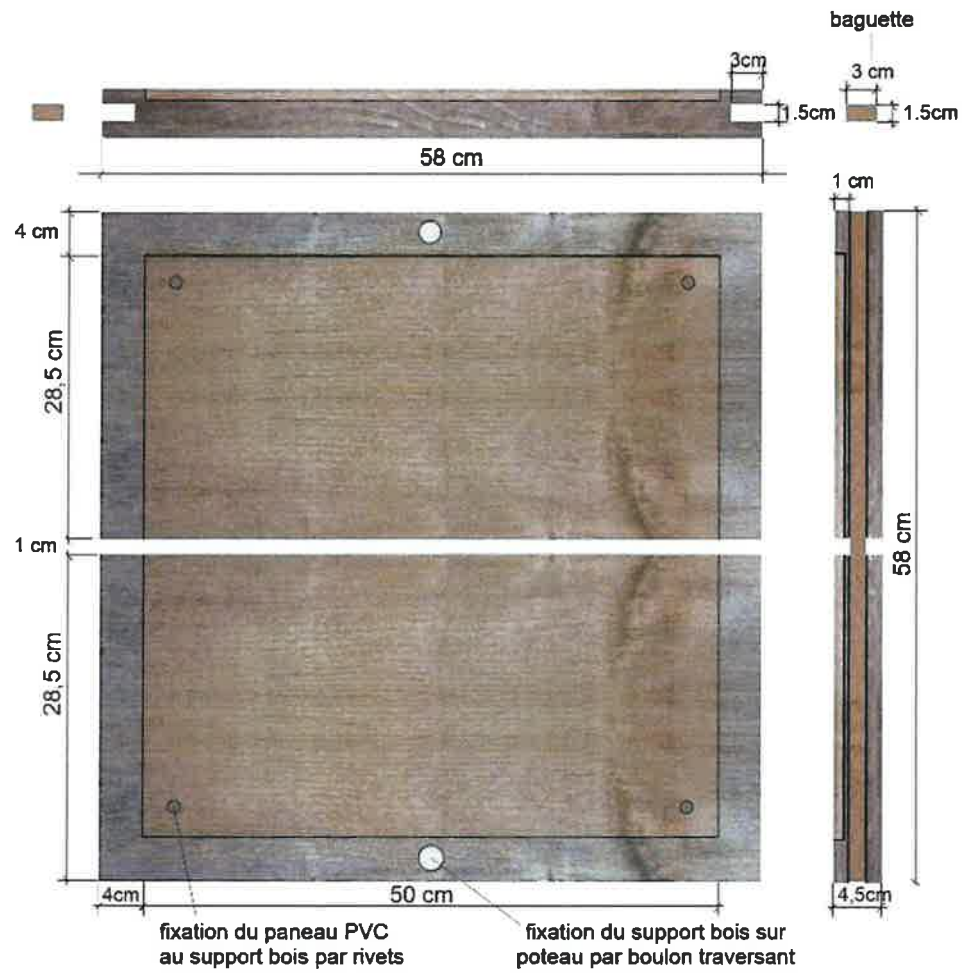 baguette
3cm
3 cm
1.5cm
1.5cm
58 cm
1 cm
4 cm
28,5 cm
1 cm
58 cm
28,5 cm
4cm
50 cm
4,5cm
fixation du paneau PVC
au support bois par rivets
fixation du support bois sur
poteau par boulon traversant